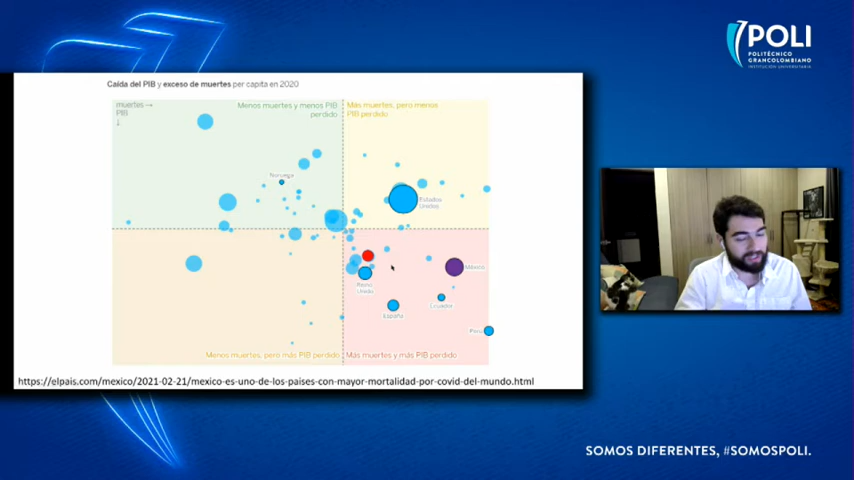 POLI
POLITÉCNICO
GRANCOLOMBIANO
INSTITUCIÓN UNIVERSITARIA
Caída del PIB y exceso de muertes per capita en 2020
muertes →
PIB
↓
Menos muertes y menos PIB
perdido
Más muertes, pero menos
PIB perdido
Noruega
Estados
Unidos
México
Reino
Unido
Ecuador
España
Perú
Menos muertes, pero más PIB perdido
Más muertes y más PIB perdido
https://elpais.com/mexico/2021-02-21/mexico-es-uno-de-los-paises-con-mayor-mortalidad-por-covid-del-mundo.html
SOMOS DIFERENTES, #SOMOSPOLI.